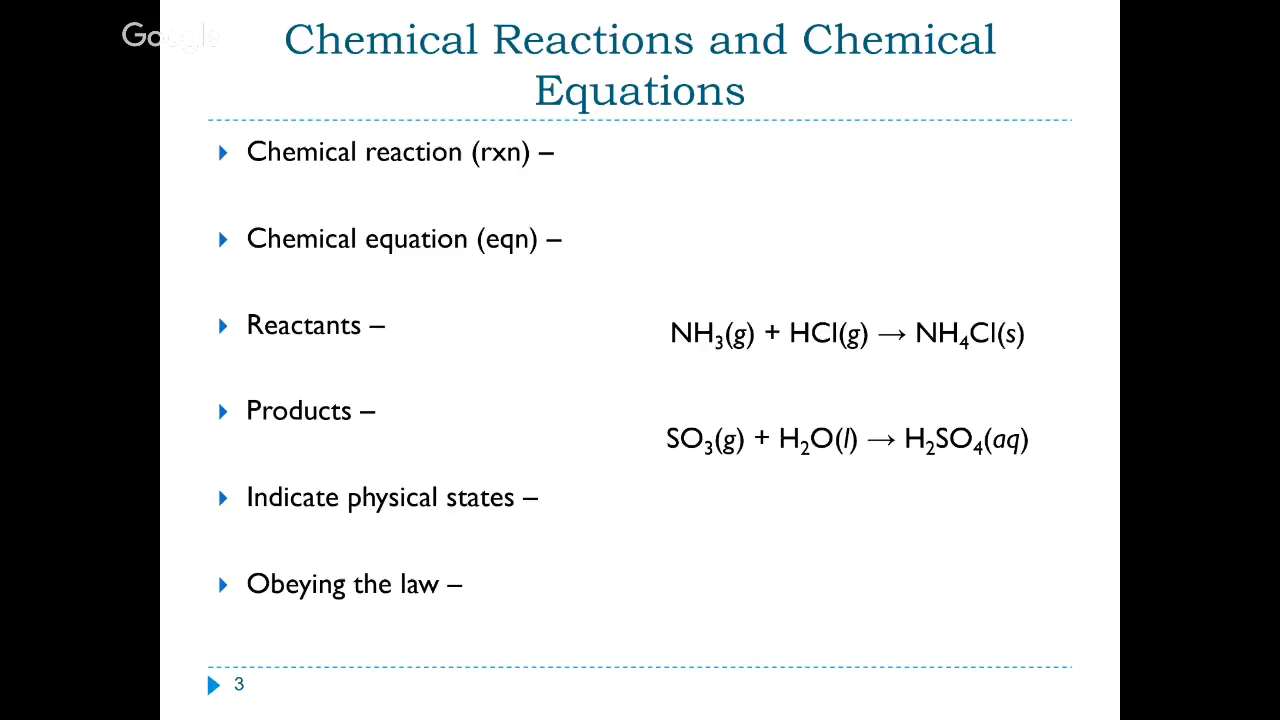 Google
Chemical Reactions and Chemical
Equations
Chemical reaction (rxn) –
Chemical equation (eqn) –
Reactants –
NH₃(g) + HCl(g) → NH₄Cl(s)
Products –
SO₃(g) + H₂O(l) → H₂SO₄(aq)
Indicate physical states –
Obeying the law –
3